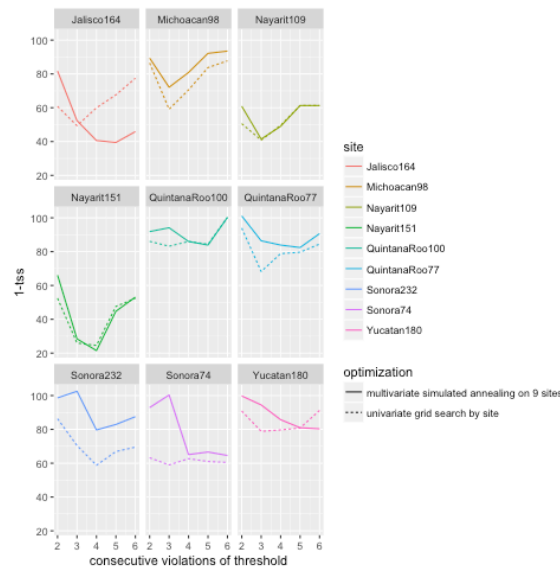 Jalisco164 Michoacan98 Nayarit109
100
80
60
40
20
Nayarit151 QuintanaRoo100 QuintanaRoo77
100
80
60
40
20
Sonora232 Sonora74 Yucatan180
100
80
60
40
20
2 3 4 5 6 2 3 4 5 6 2 3 4 5 6
consecutive violations of threshold
1-tss
site
Jalisco164
Michoacan98
Nayarit109
Nayarit151
QuintanaRoo100
QuintanaRoo77
Sonora232
Sonora74
Yucatan180
optimization
multivariate simulated annealing on 9 sites
univariate grid search by site